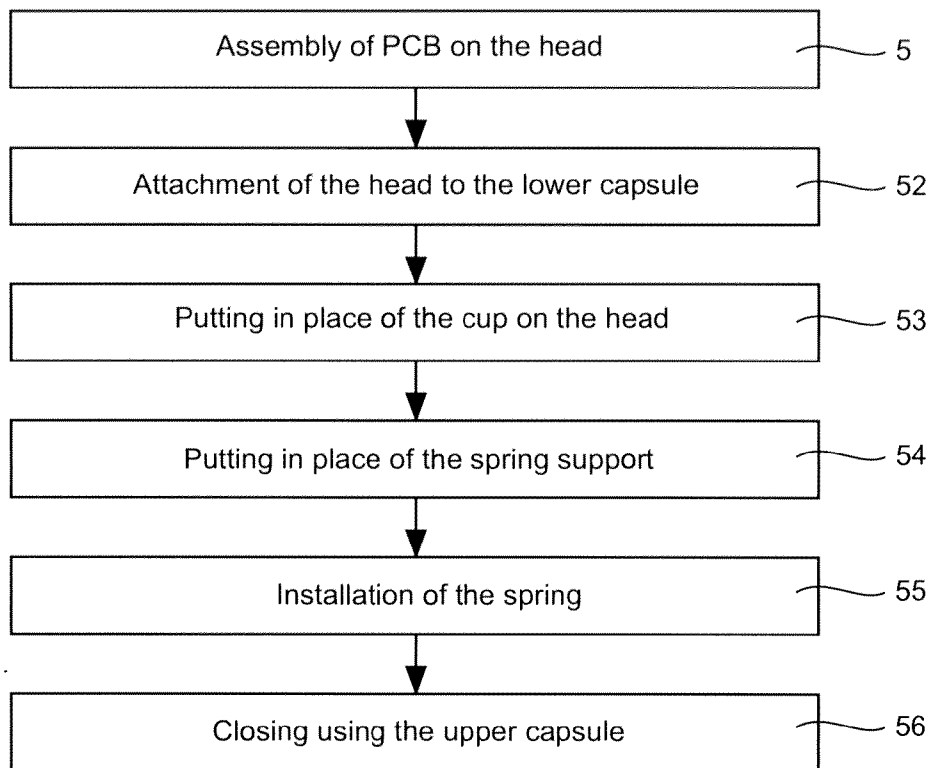 Assembly of PCB on the head 5
Attachment of the head to the lower capsule 52
Putting in place of the cup on the head 53
Putting in place of the spring support 54
Installation of the spring 55
Closing using the upper capsule 56